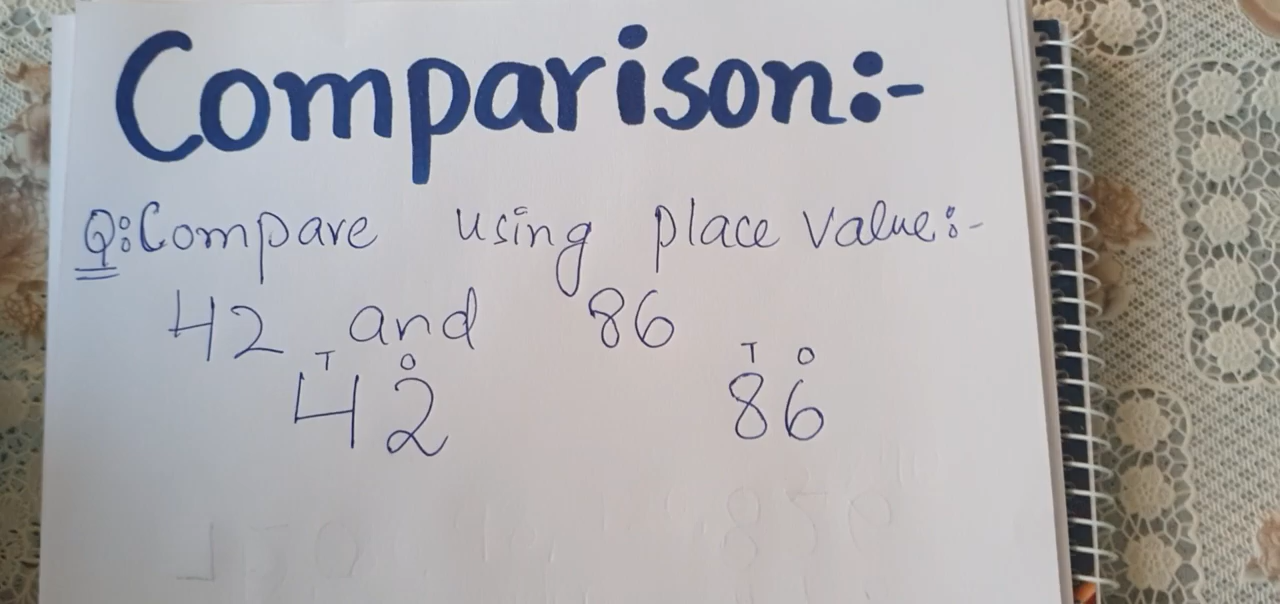 Comparison:-
Q:Compare using place value:-
42 and 86
T O T O
42 86